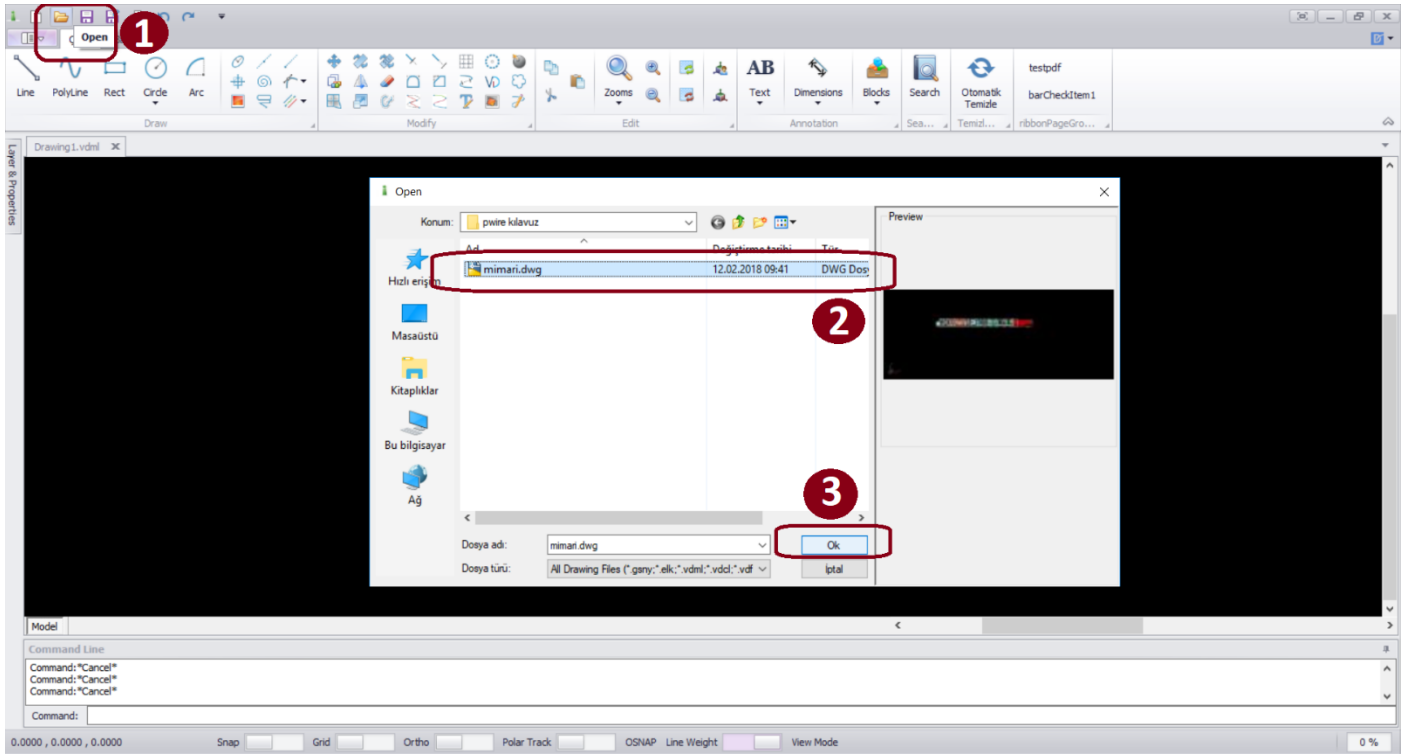 Open
1
Line
PolyLine
Rect
Circle
Arc
Draw
Modify
Zooms
Edit
AB
Text
Dimensions
Annotation
Blocks
Search
Sea...
Otomatik
Temizle
Temizl...
testpdf
barCheckItem1
ribbonPageGro...
Layer & Properties
Drawing1.vdml
Open
Konum:
pwire kılavuz
Preview
Ad
Değiştirme tarihi
Tür
mimari.dwg
12.02.2018 09:41
DWG Dos
2
Hızlı erişim
Masaüstü
Kitaplıklar
Bu bilgisayar
Ağ
3
Dosya adı:
mimari.dwg
Ok
Dosya türü:
All Drawing Files (*.gsny;*.elk;*.vdml;*.vdcl;*.vdf
İptal
Model
Command Line
Command:*Cancel*
Command:*Cancel*
Command:*Cancel*
Command:
0.0000 , 0.0000 , 0.0000
Snap
Grid
Ortho
Polar Track
OSNAP
Line Weight
View Mode
0 %